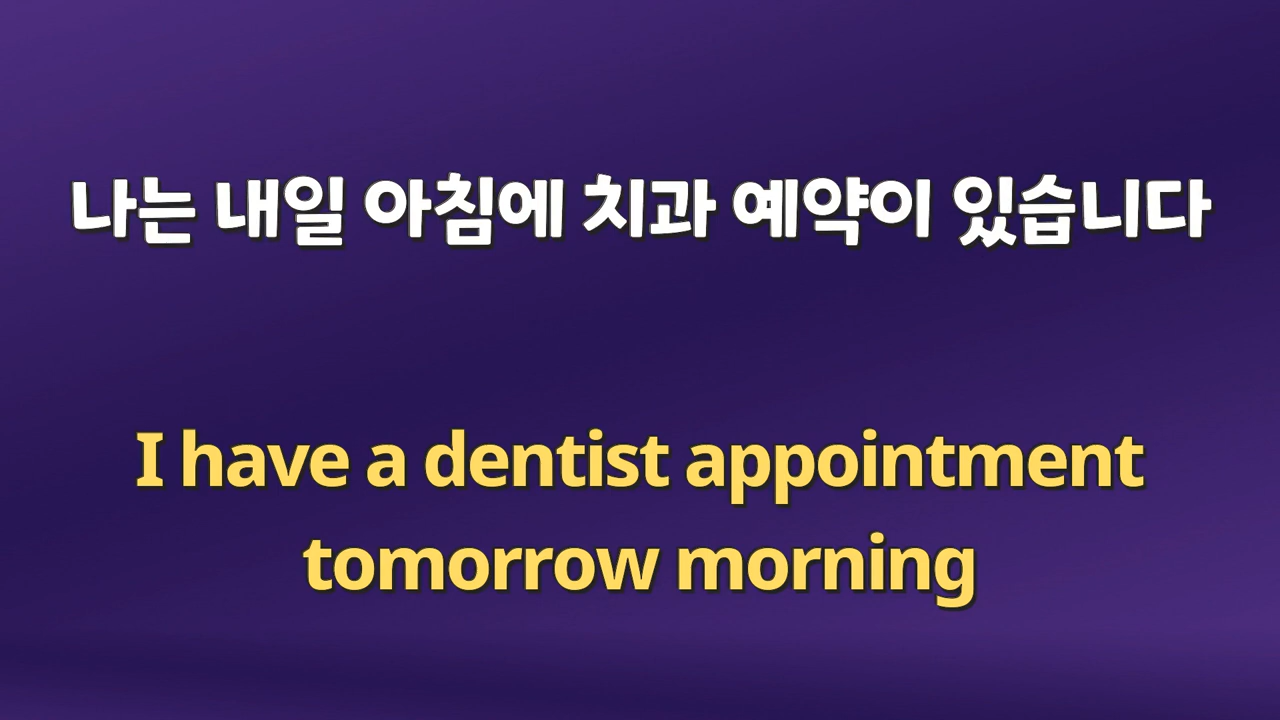 나는 내일 아침에 치과 예약이 있습니다
I have a dentist appointment
tomorrow morning